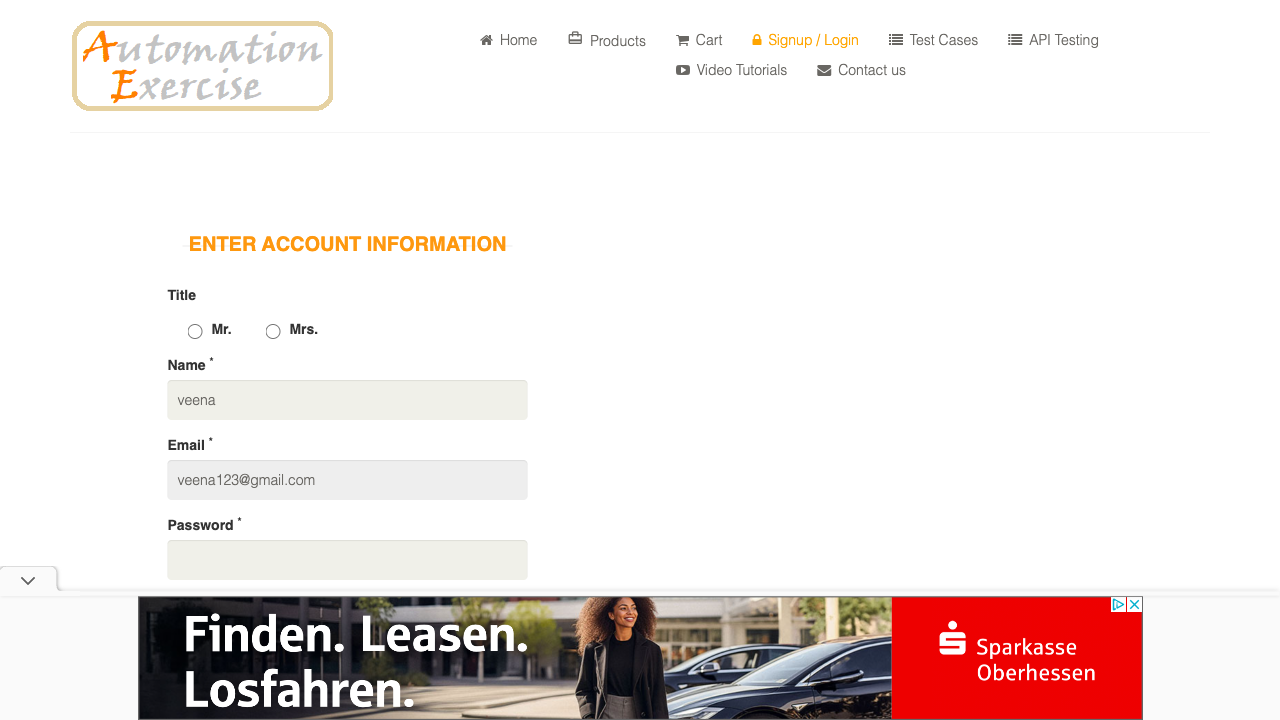 Automation
Exercise
Home
Products
Cart
Signup / Login
Test Cases
API Testing
Video Tutorials
Contact us
ENTER ACCOUNT INFORMATION
Title
Mr.
Mrs.
Name *
veena
Email *
veena123@gmail.com
Password *
Finden. Leasen.
Losfahren.
Sparkasse
Oberhessen